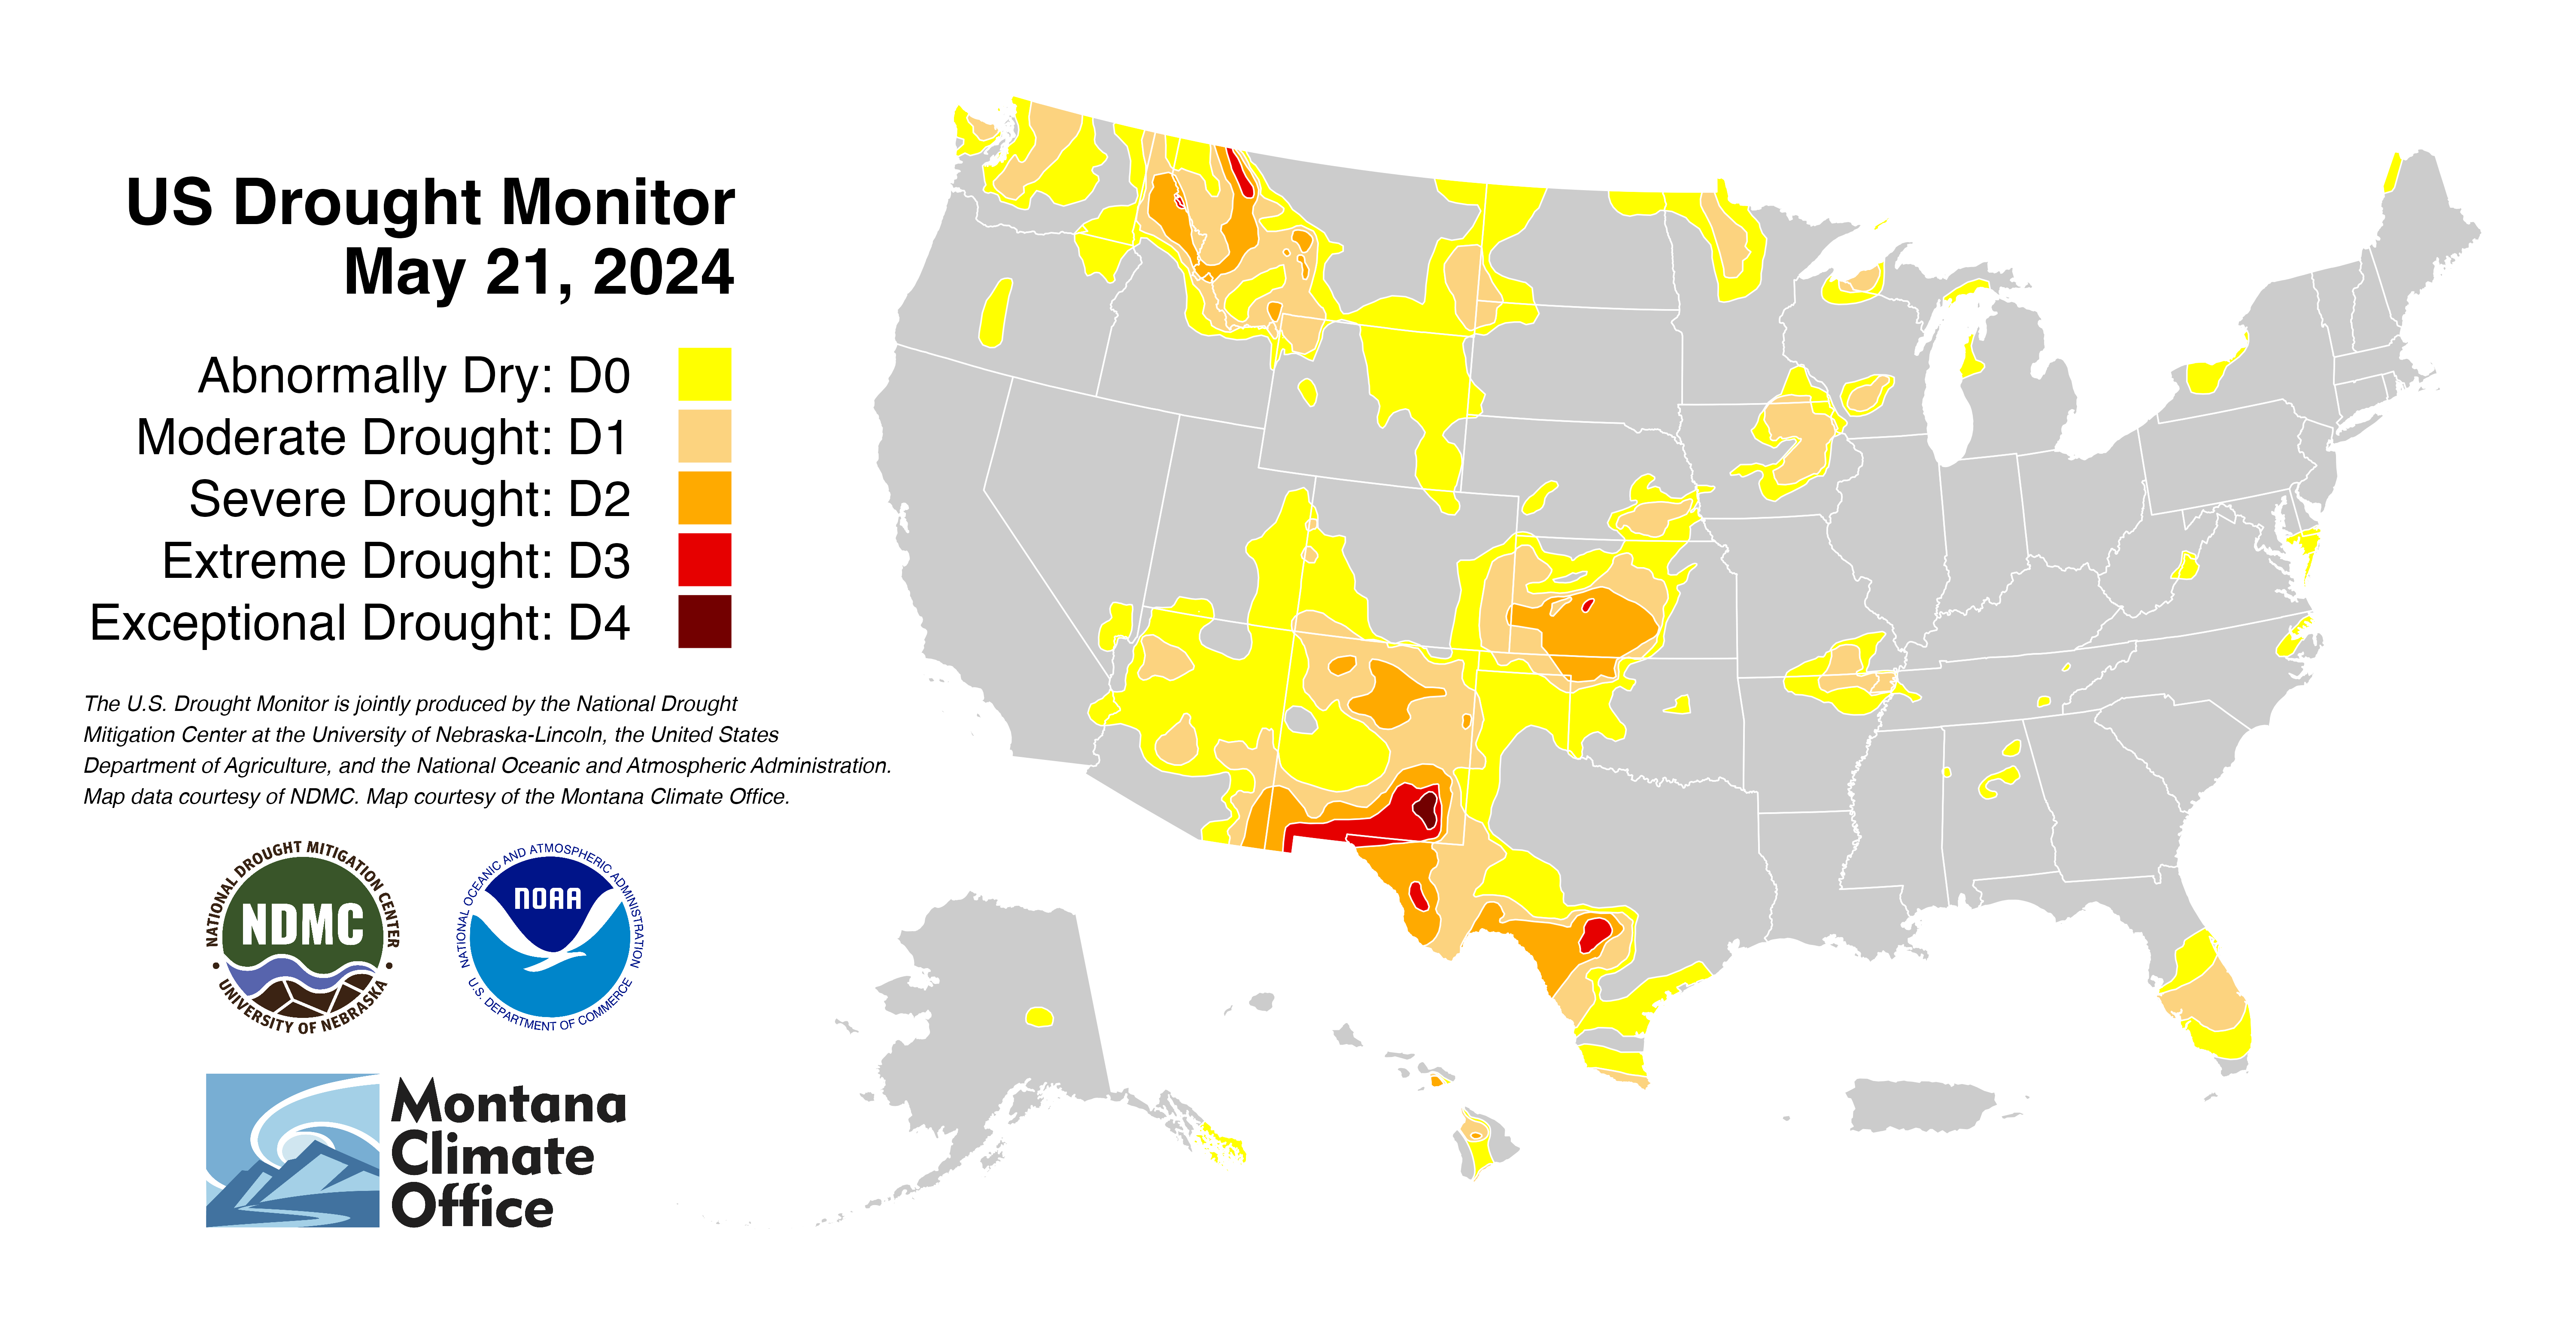 US Drought Monitor
May 21, 2024
Abnormally Dry: D0
Moderate Drought: D1
Severe Drought: D2
Extreme Drought: D3
Exceptional Drought: D4
The U.S. Drought Monitor is jointly produced by the National Drought
Mitigation Center at the University of Nebraska-Lincoln, the United States
Department of Agriculture, and the National Oceanic and Atmospheric Administration.
Map data courtesy of NDMC. Map courtesy of the Montana Climate Office.
NATIONAL DROUGHT MITIGATION CENTER
NDMC
• UNIVERSITY OF NEBRASKA •
NATIONAL OCEANIC AND ATMOSPHERIC ADMINISTRATION
NOAA
U.S. DEPARTMENT OF COMMERCE
Montana
Climate
Office